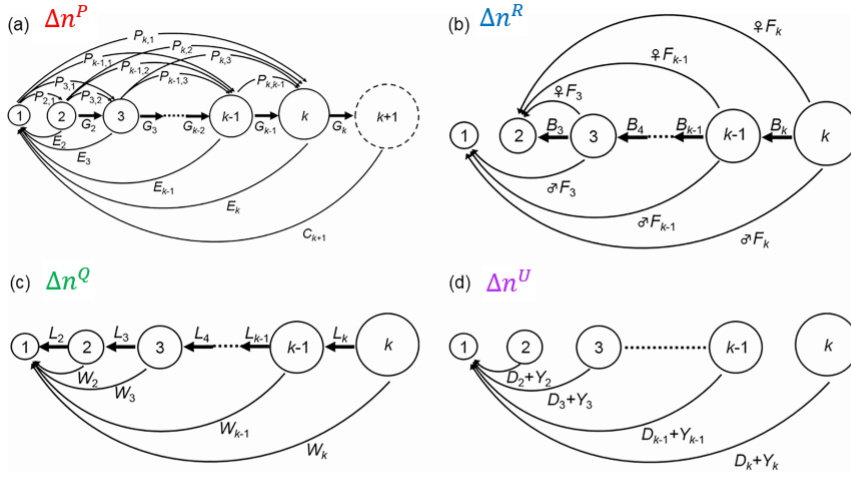 (a) Δn^P
P_{k,1}
P_{k-1,1} P_{k,2}
P_{k-1,2} P_{k,3}
P_{3,1} P_{k-1,3}
P_{2,1} P_{3,2} P_{k,k-1}
1 2 3 k-1 k k+1
G_2 G_3 G_{k-2} G_{k-1} G_k
E_2
E_3
E_{k-1}
E_k
C_{k+1}
(b) Δn^R
♀F_k
♀F_{k-1}
♀F_3
B_3 B_4 B_{k-1} B_k
1 2 3 k-1 k
♂F_3
♂F_{k-1}
♂F_k
(c) Δn^Q
L_2 L_3 L_4 L_{k-1} L_k
1 2 3 k-1 k
W_2
W_3
W_{k-1}
W_k
(d) Δn^U
1 2 3 k-1 k
D_2+Y_2
D_3+Y_3
D_{k-1}+Y_{k-1}
D_k+Y_k